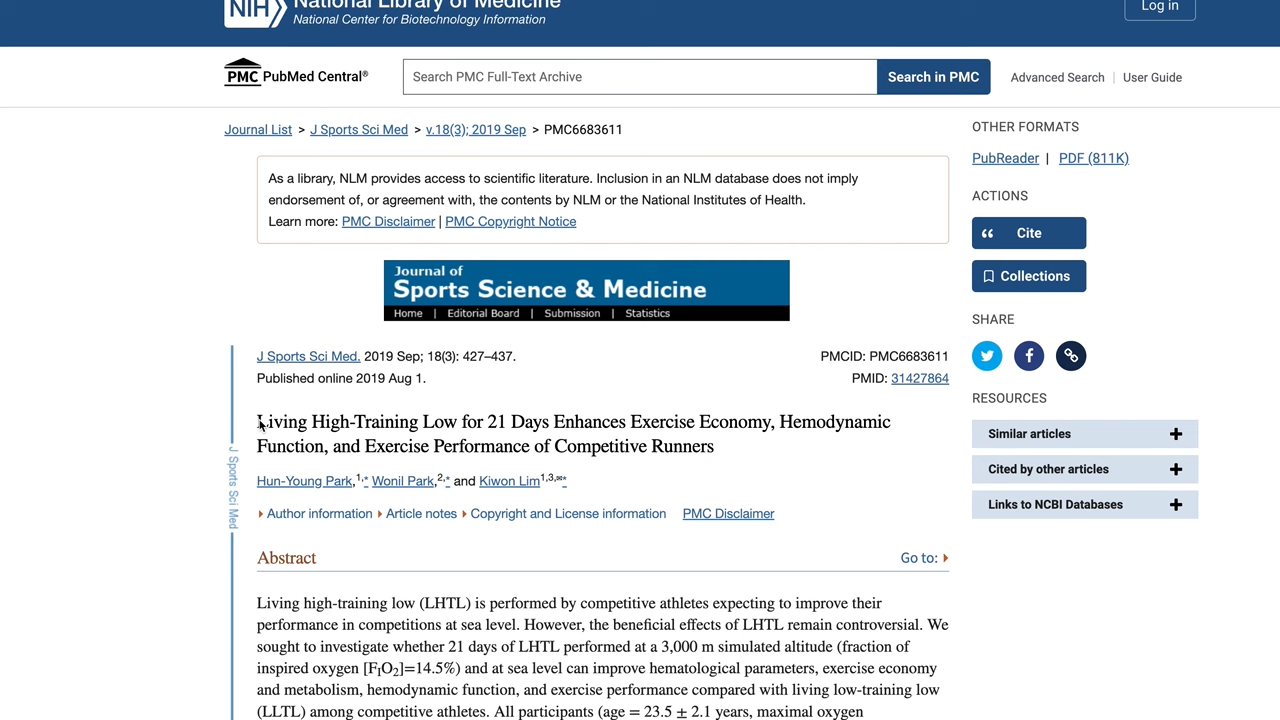 NIH National Library of Medicine
National Center for Biotechnology Information
Log in
PMC PubMed Central®
Search PMC Full-Text Archive
Search in PMC
Advanced Search | User Guide
Journal List > J Sports Sci Med > v.18(3); 2019 Sep > PMC6683611
As a library, NLM provides access to scientific literature. Inclusion in an NLM database does not imply
endorsement of, or agreement with, the contents by NLM or the National Institutes of Health.
Learn more: PMC Disclaimer | PMC Copyright Notice
Journal of
Sports Science & Medicine
Home | Editorial Board | Submission | Statistics
J Sports Sci Med
J Sports Sci Med. 2019 Sep; 18(3): 427–437.
PMCID: PMC6683611
Published online 2019 Aug 1.
PMID: 31427864
Living High-Training Low for 21 Days Enhances Exercise Economy, Hemodynamic
Function, and Exercise Performance of Competitive Runners
Hun-Young Park,1,* Wonil Park,2,* and Kiwon Lim1,3,✉*
Author information Article notes Copyright and License information PMC Disclaimer
Abstract
Go to:
Living high-training low (LHTL) is performed by competitive athletes expecting to improve their
performance in competitions at sea level. However, the beneficial effects of LHTL remain controversial. We
sought to investigate whether 21 days of LHTL performed at a 3,000 m simulated altitude (fraction of
inspired oxygen [FIO2]=14.5%) and at sea level can improve hematological parameters, exercise economy
and metabolism, hemodynamic function, and exercise performance compared with living low-training low
(LLTL) among competitive athletes. All participants (age = 23.5 ± 2.1 years, maximal oxygen
OTHER FORMATS
PubReader | PDF (811K)
ACTIONS
Cite
Collections
SHARE
RESOURCES
Similar articles
Cited by other articles
Links to NCBI Databases